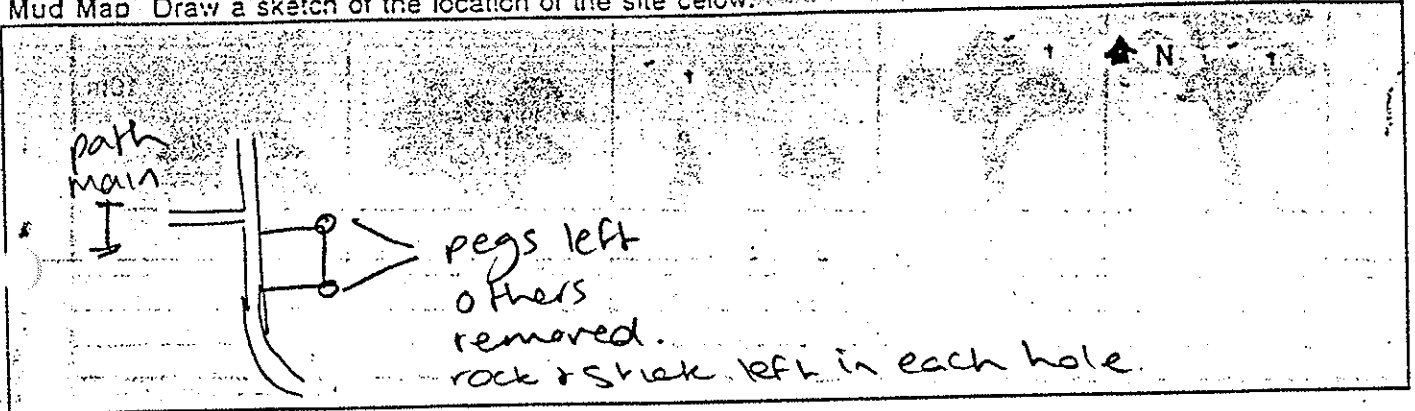 Mud Map Draw a sketch of the location of the site below.
N
path
main
pegs left
others
removed.
rock & stick left in each hole.